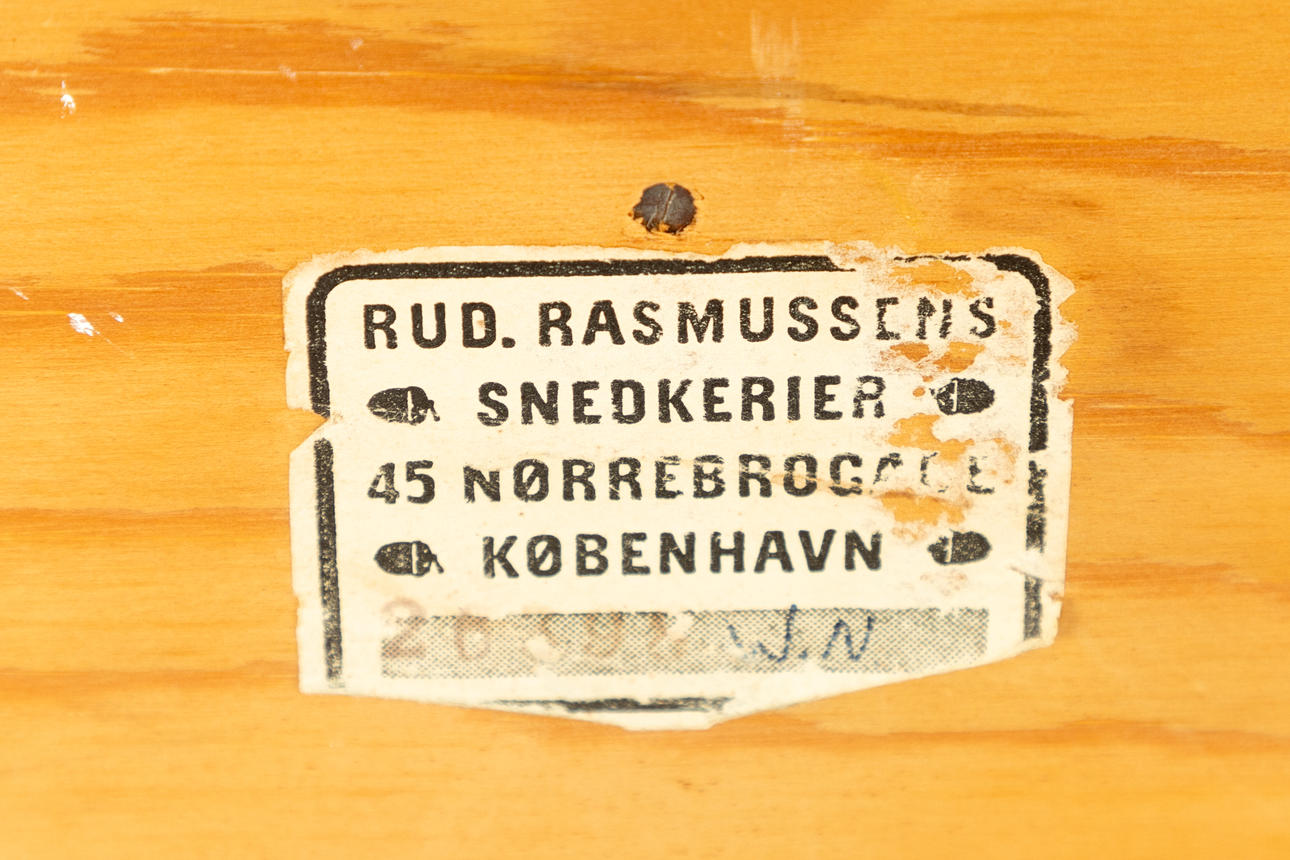 RUD. RASMUSSENS
SNEDKERIER
45 NØRREBROGADE
KØBENHAVN
W.N